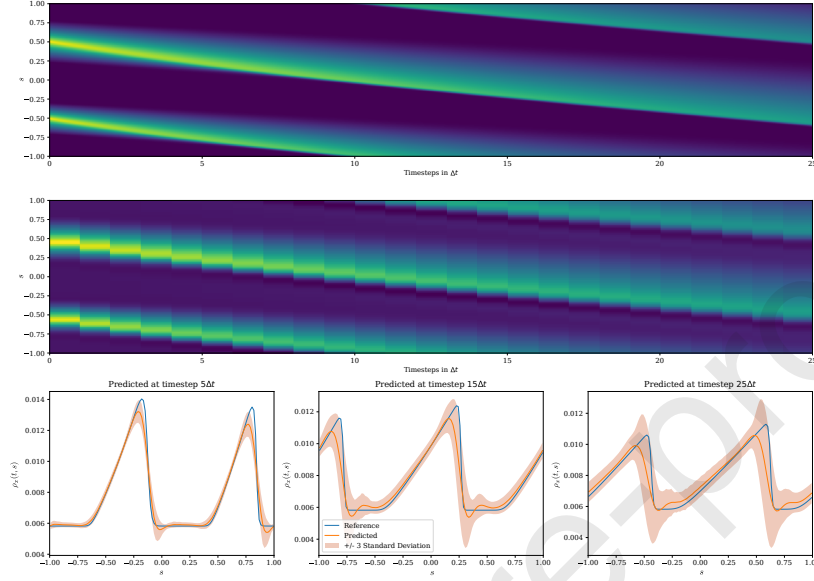 1.00
0.75
0.50
0.25
0.00
−0.25
−0.50
−0.75
−1.00
s
0 5 10 15 20 25
Timesteps in Δt
1.00
0.75
0.50
0.25
0.00
−0.25
−0.50
−0.75
−1.00
s
0 5 10 15 20 25
Timesteps in Δt
Predicted at timestep 5Δt
0.014
0.012
0.010
0.008
0.006
0.004
ρx(t, s)
−1.00 −0.75 −0.50 −0.25 0.00 0.25 0.50 0.75 1.00
s
Predicted at timestep 15Δt
0.012
0.010
0.008
0.006
0.004
ρx(t, s)
Reference
Predicted
+/- 3 Standard Deviation
−1.00 −0.75 −0.50 −0.25 0.00 0.25 0.50 0.75 1.00
s
Predicted at timestep 25Δt
0.012
0.010
0.008
0.006
0.004
ρx(t, s)
−1.00 −0.75 −0.50 −0.25 0.00 0.25 0.50 0.75 1.00
s
e-pro